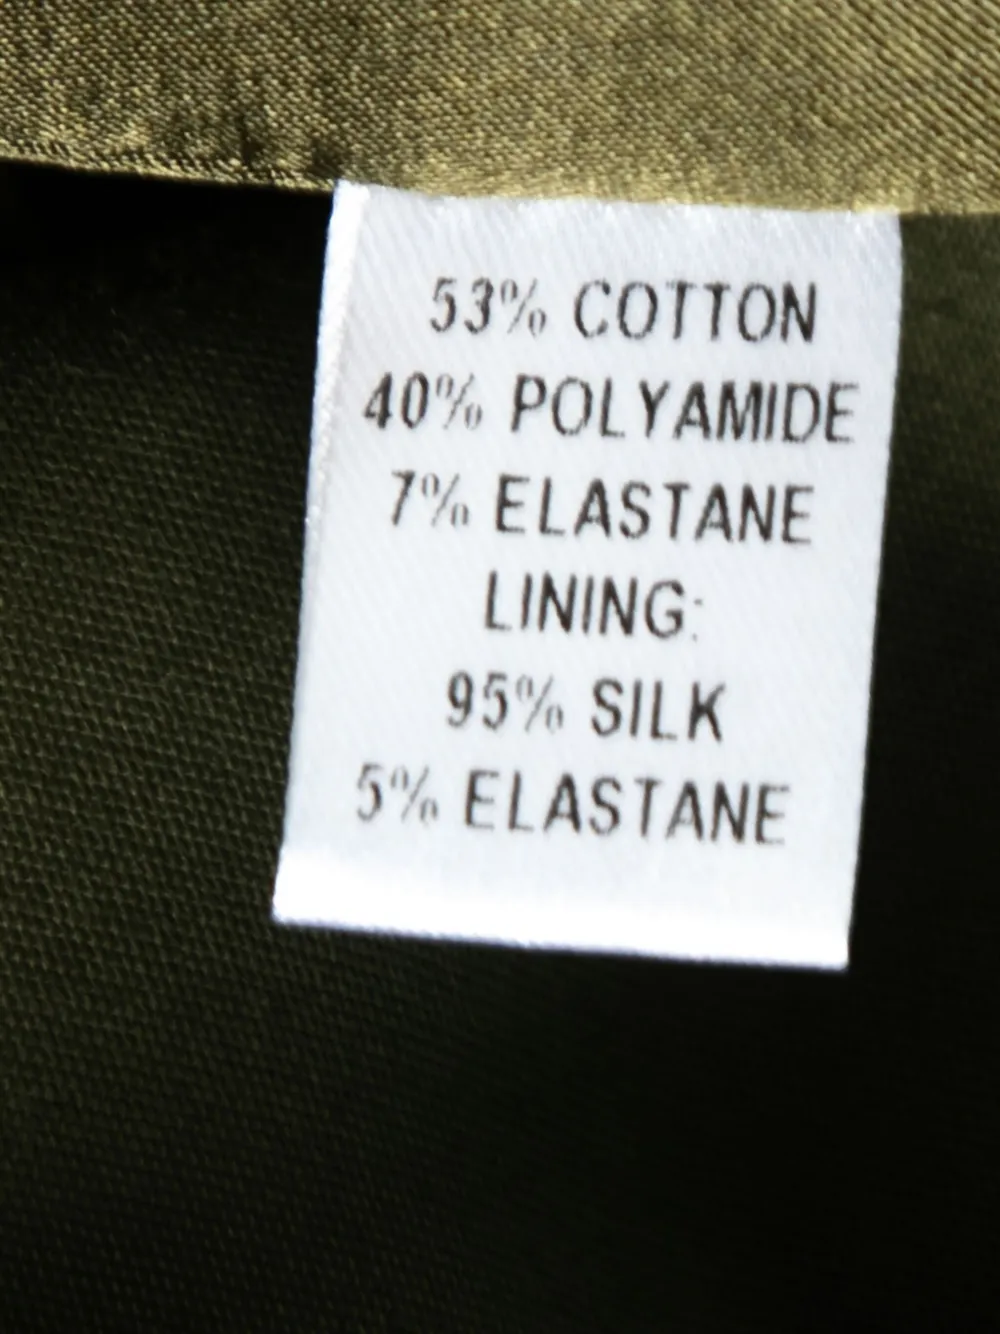 53% COTTON
40% POLYAMIDE
7% ELASTANE
LINING:
95% SILK
5% ELASTANE